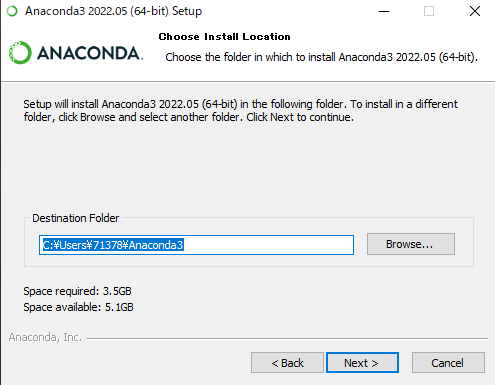 Anaconda3 2022.05 (64-bit) Setup
ANACONDA.
Choose Install Location
Choose the folder in which to install Anaconda3 2022.05 (64-bit).
Setup will install Anaconda3 2022.05 (64-bit) in the following folder. To install in a different
folder, click Browse and select another folder. Click Next to continue.
Destination Folder
C:¥Users¥71378¥Anaconda3
Browse...
Space required: 3.5GB
Space available: 5.1GB
Anaconda, Inc.
< Back
Next >
Cancel